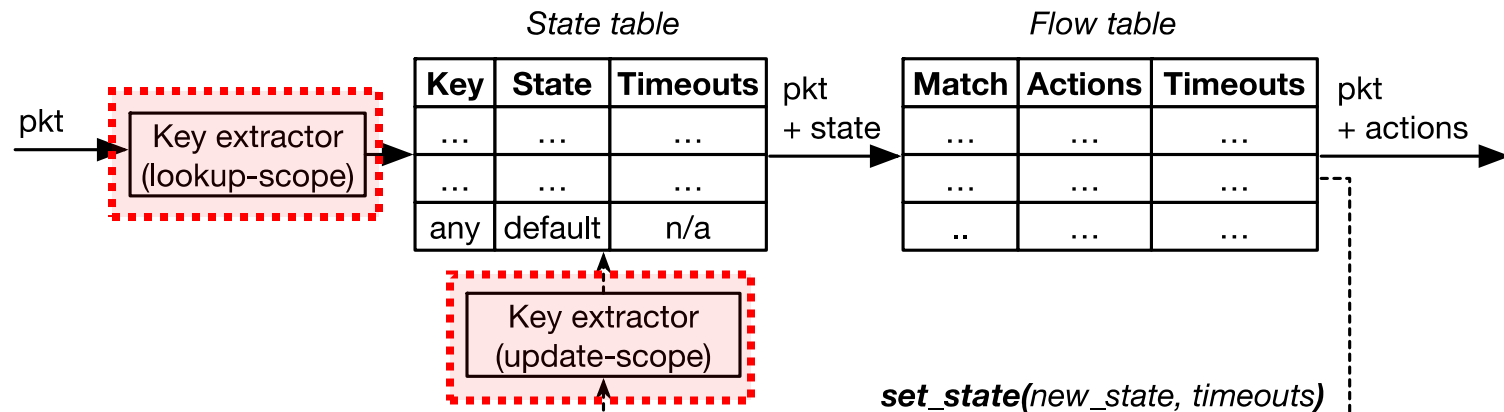 State table
Flow table
Key State Timeouts
Match Actions Timeouts
pkt
Key extractor
(lookup-scope)
… … …
… … …
any default n/a
pkt
+ state
… … …
… … …
.. … …
pkt
+ actions
Key extractor
(update-scope)
set_state(new_state, timeouts)